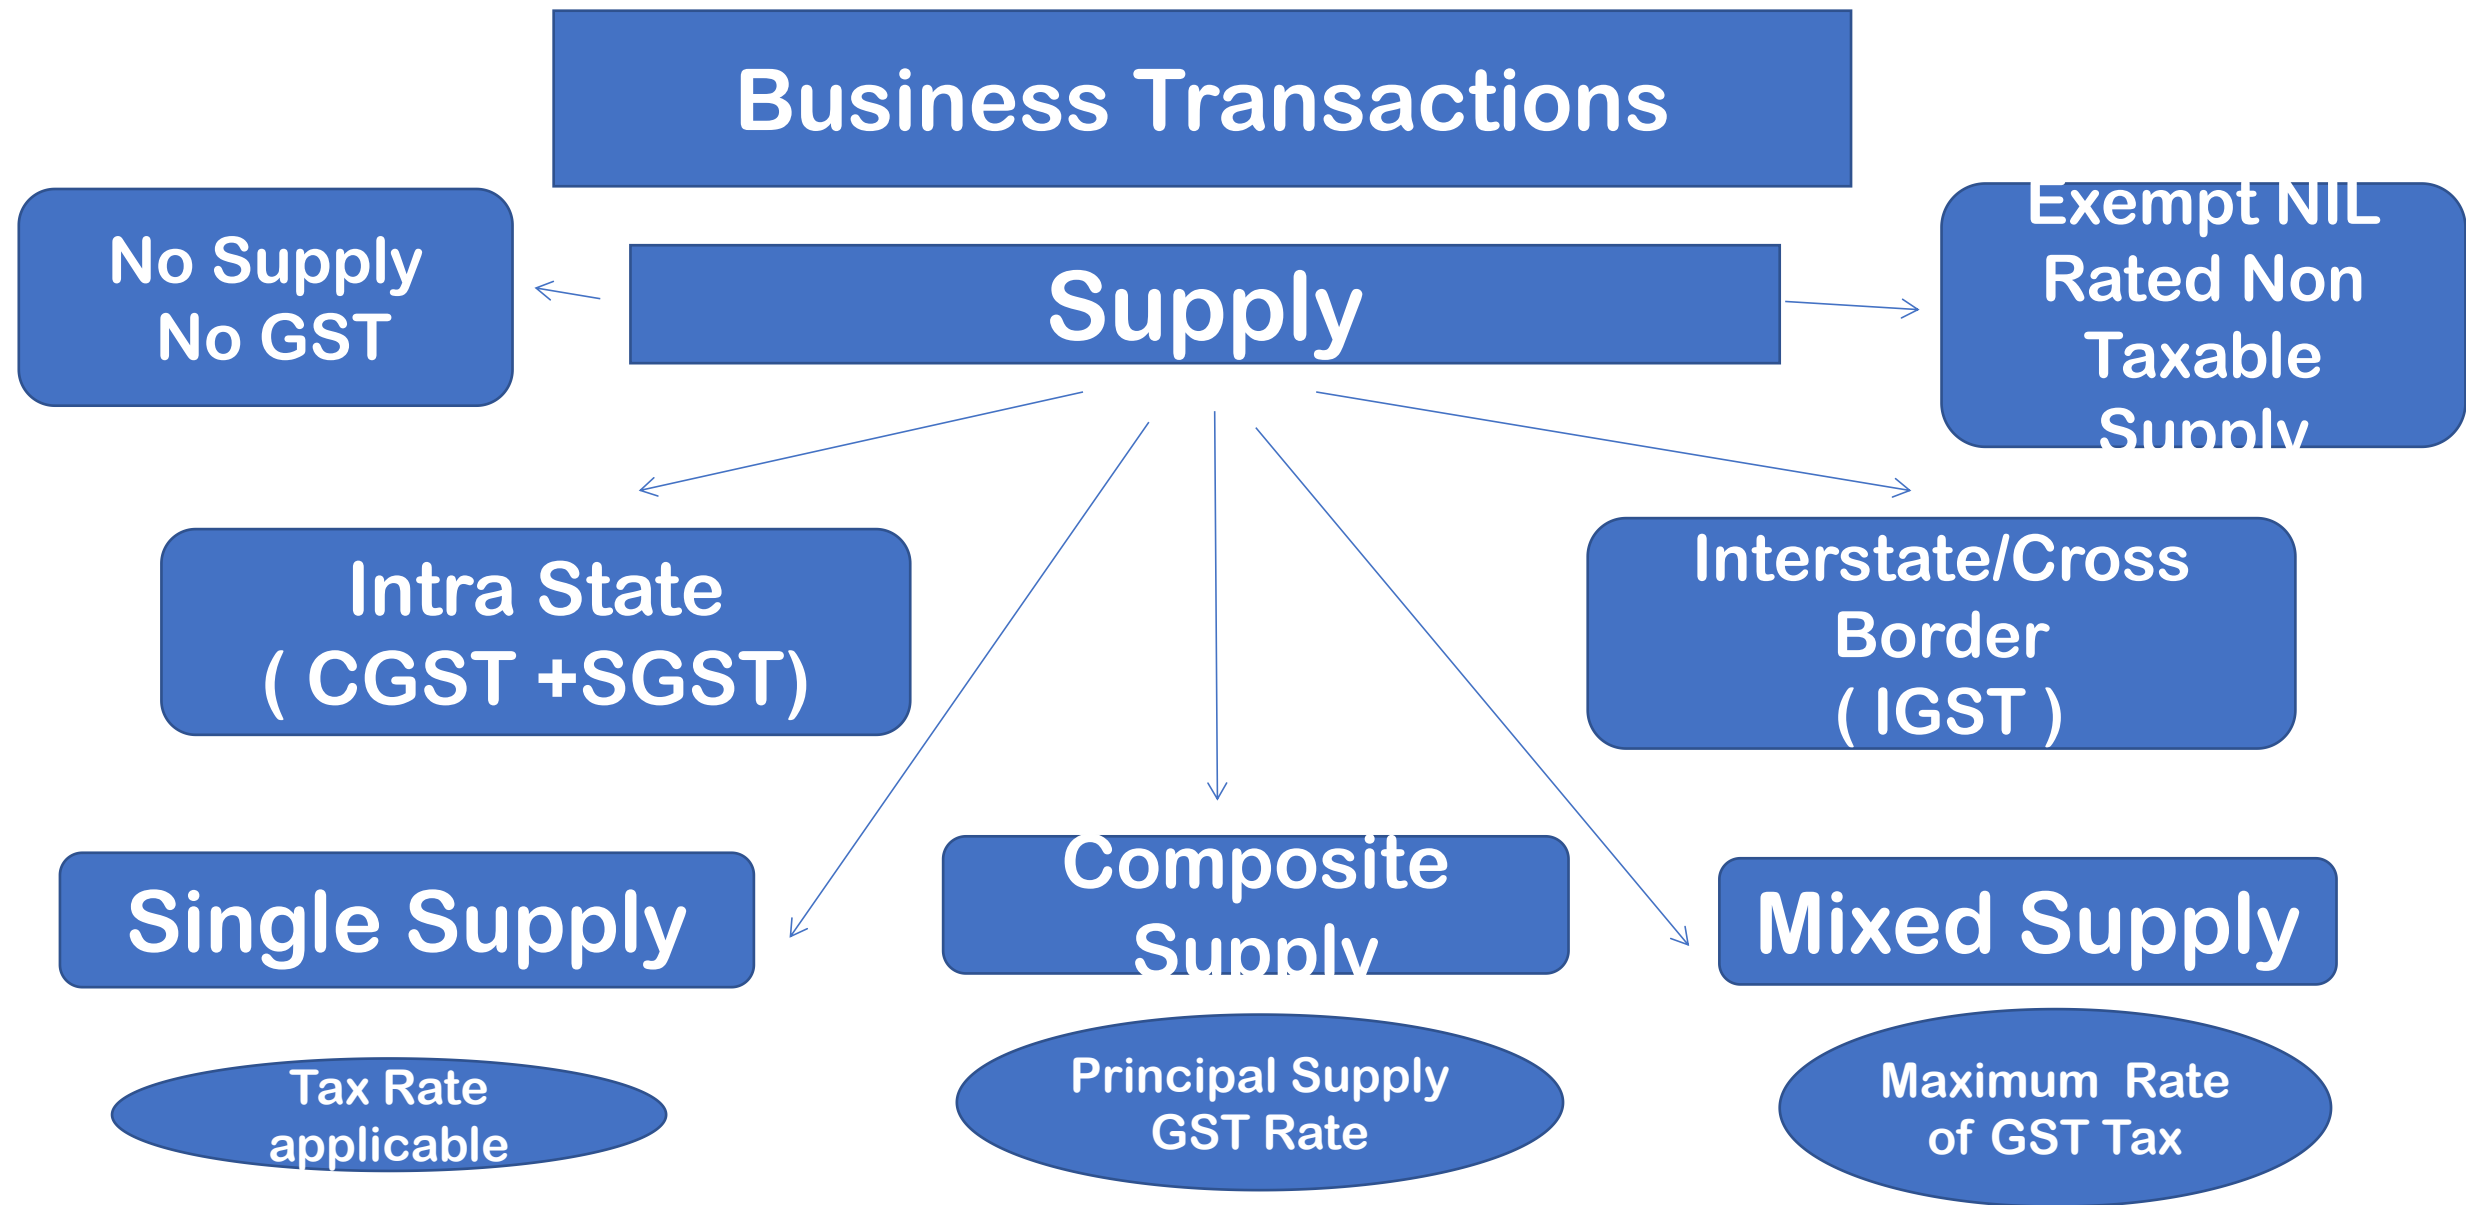 Business Transactions
No Supply
No GST
Supply
Exempt NIL
Rated Non
Taxable
Supply
Intra State
( CGST +SGST)
Interstate/Cross
Border
( IGST )
Single Supply
Composite
Supply
Mixed Supply
Tax Rate
applicable
Principal Supply
GST Rate
Maximum Rate
of GST Tax